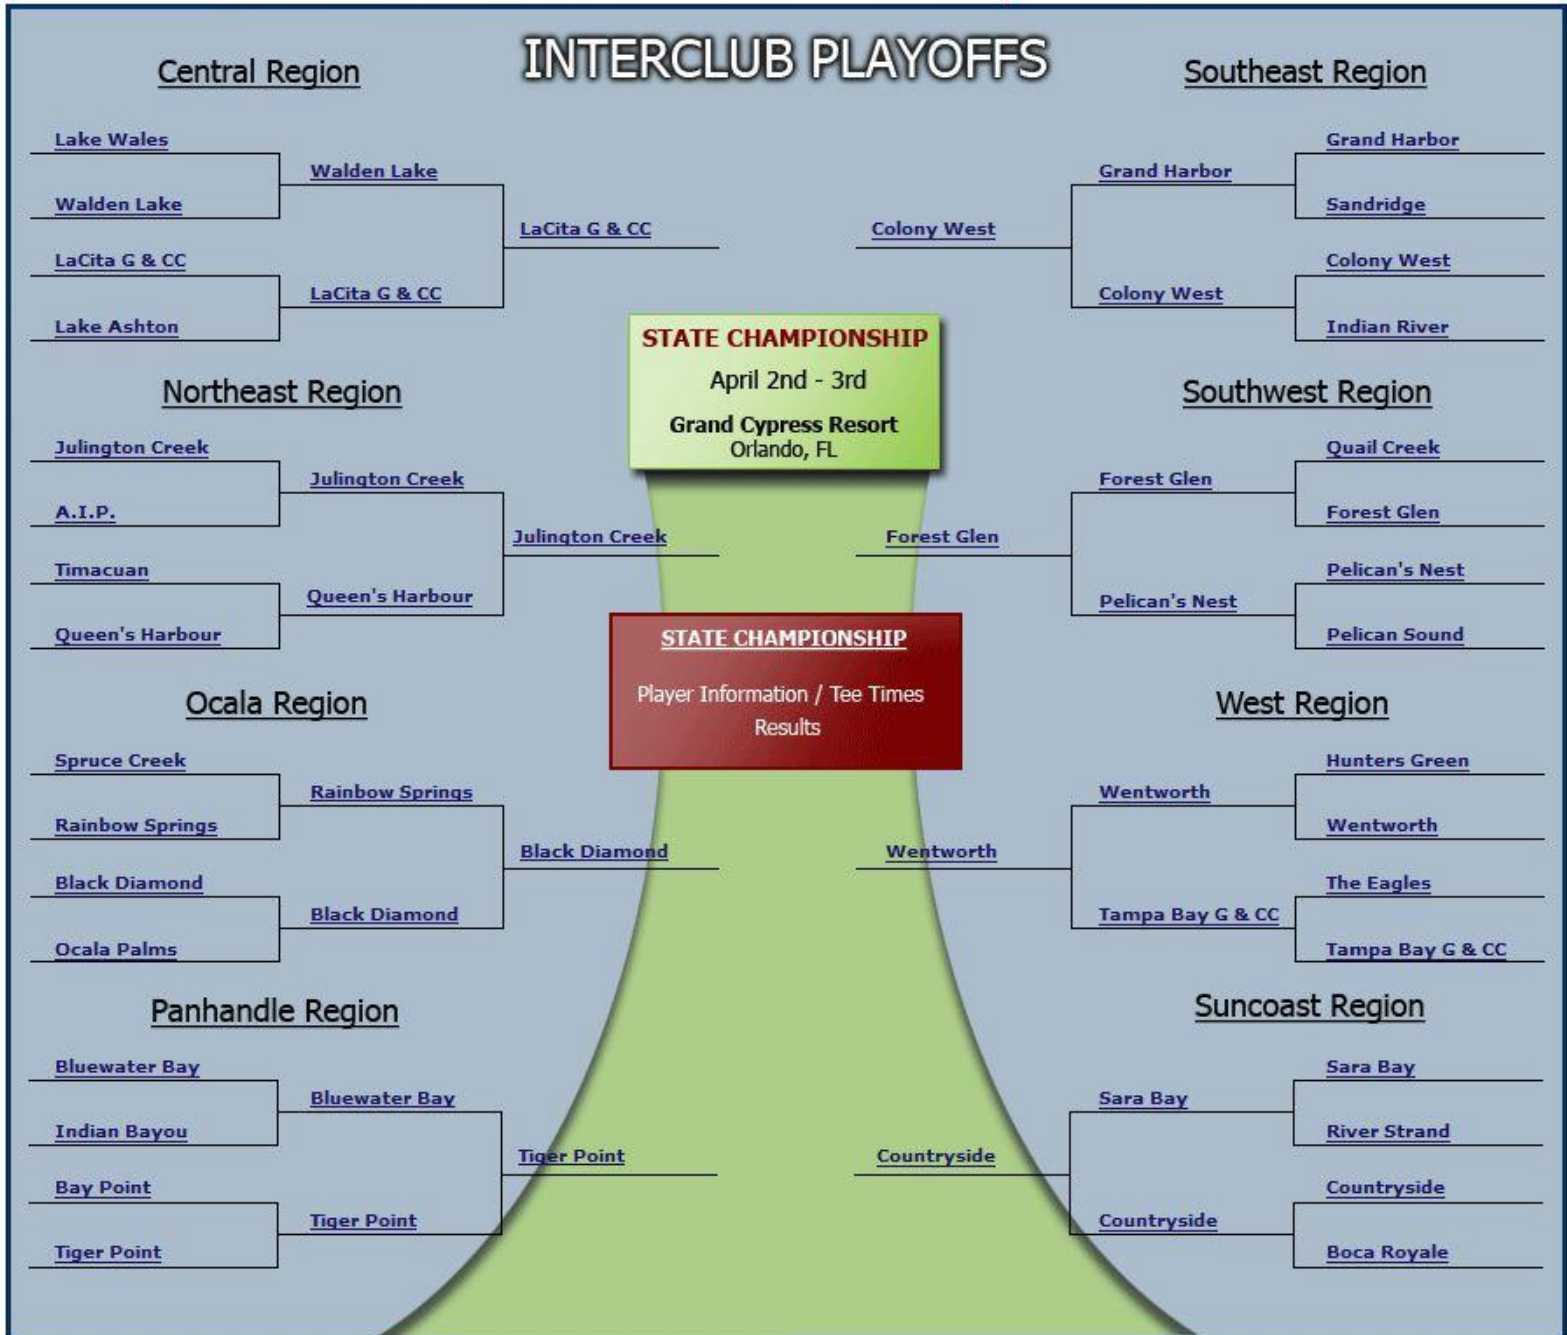 INTERCLUB PLAYOFFS
Central Region
Lake Wales
Walden Lake
LaCita G & CC
Lake Ashton
Walden Lake
LaCita G & CC
LaCita G & CC
Northeast Region
Julington Creek
A.I.P.
Timacuan
Queen's Harbour
Julington Creek
Queen's Harbour
Julington Creek
Ocala Region
Spruce Creek
Rainbow Springs
Black Diamond
Ocala Palms
Rainbow Springs
Black Diamond
Black Diamond
Panhandle Region
Bluewater Bay
Indian Bayou
Bay Point
Tiger Point
Bluewater Bay
Tiger Point
Tiger Point
STATE CHAMPIONSHIP
April 2nd - 3rd
Grand Cypress Resort
Orlando, FL
STATE CHAMPIONSHIP
Player Information / Tee Times
Results
Southeast Region
Colony West
Grand Harbor
Colony West
Grand Harbor
Sandridge
Colony West
Indian River
Southwest Region
Forest Glen
Forest Glen
Pelican's Nest
Quail Creek
Forest Glen
Pelican's Nest
Pelican Sound
West Region
Wentworth
Wentworth
Tampa Bay G & CC
Hunters Green
Wentworth
The Eagles
Tampa Bay G & CC
Suncoast Region
Countryside
Sara Bay
Countryside
Sara Bay
River Strand
Countryside
Boca Royale